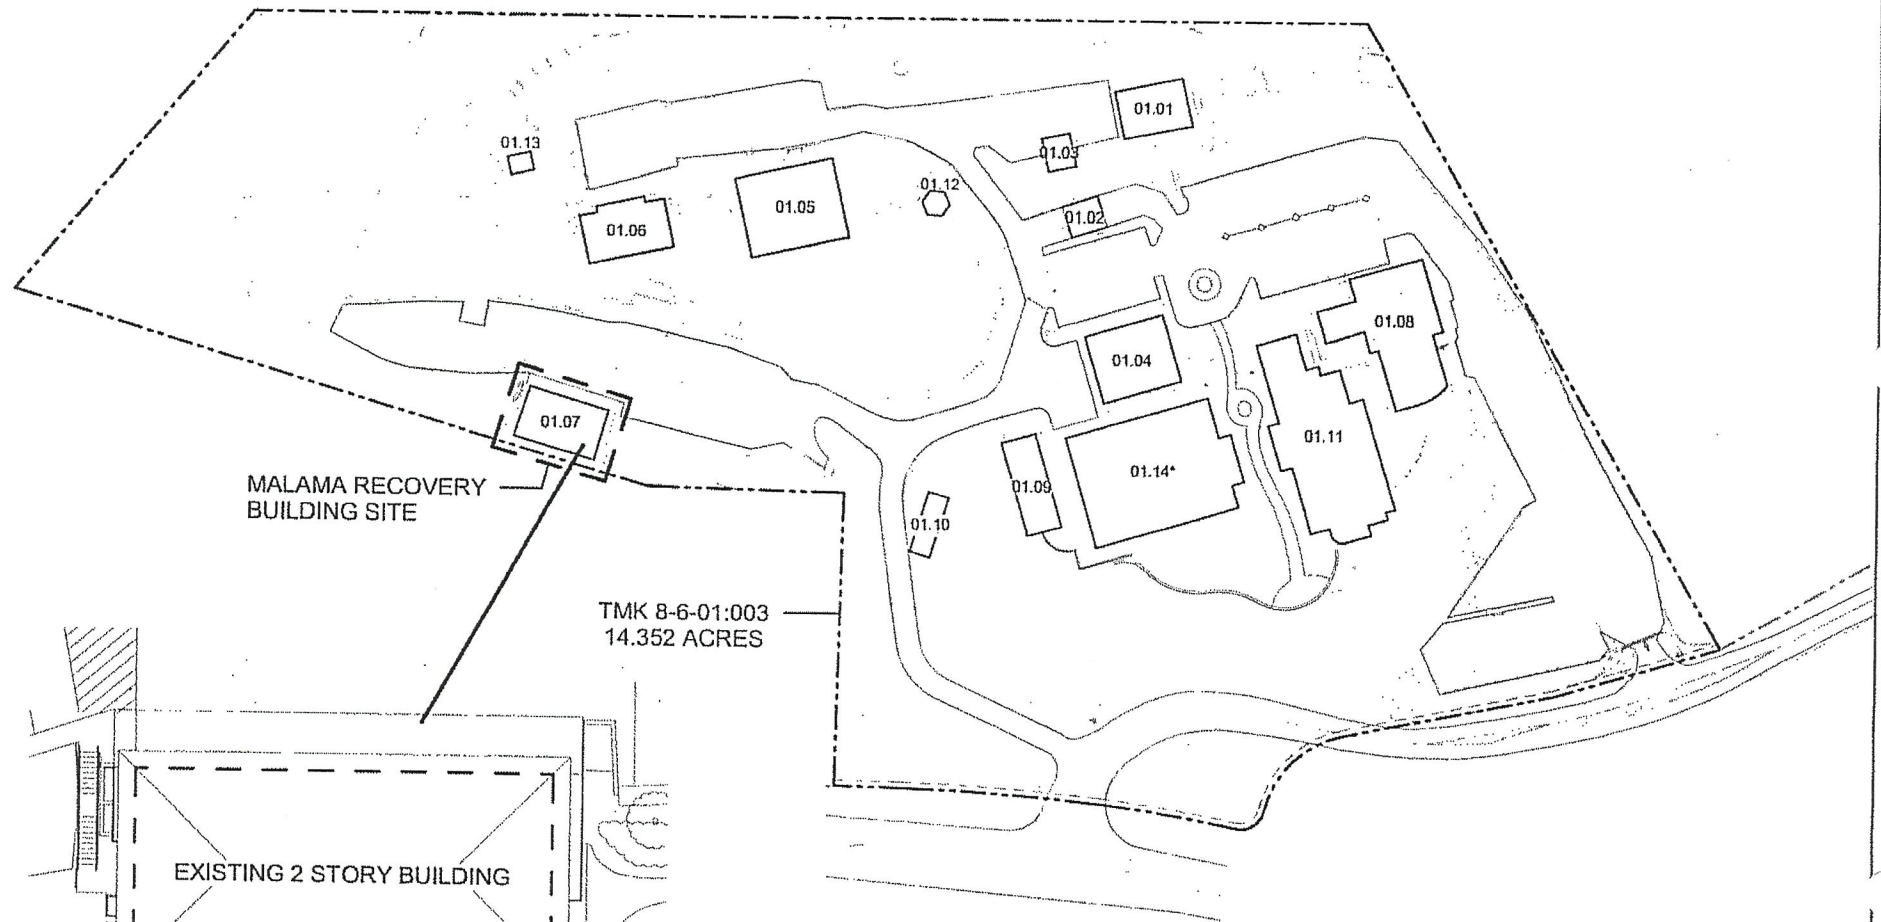 01.01
01.13
01.03
01.12
01.05
01.02
01.06
01.08
01.04
01.07
01.11
01.14*
01.09
MALAMA RECOVERY
BUILDING SITE
01.10
TMK 8-6-01:003
14.352 ACRES
EXISTING 2 STORY BUILDING